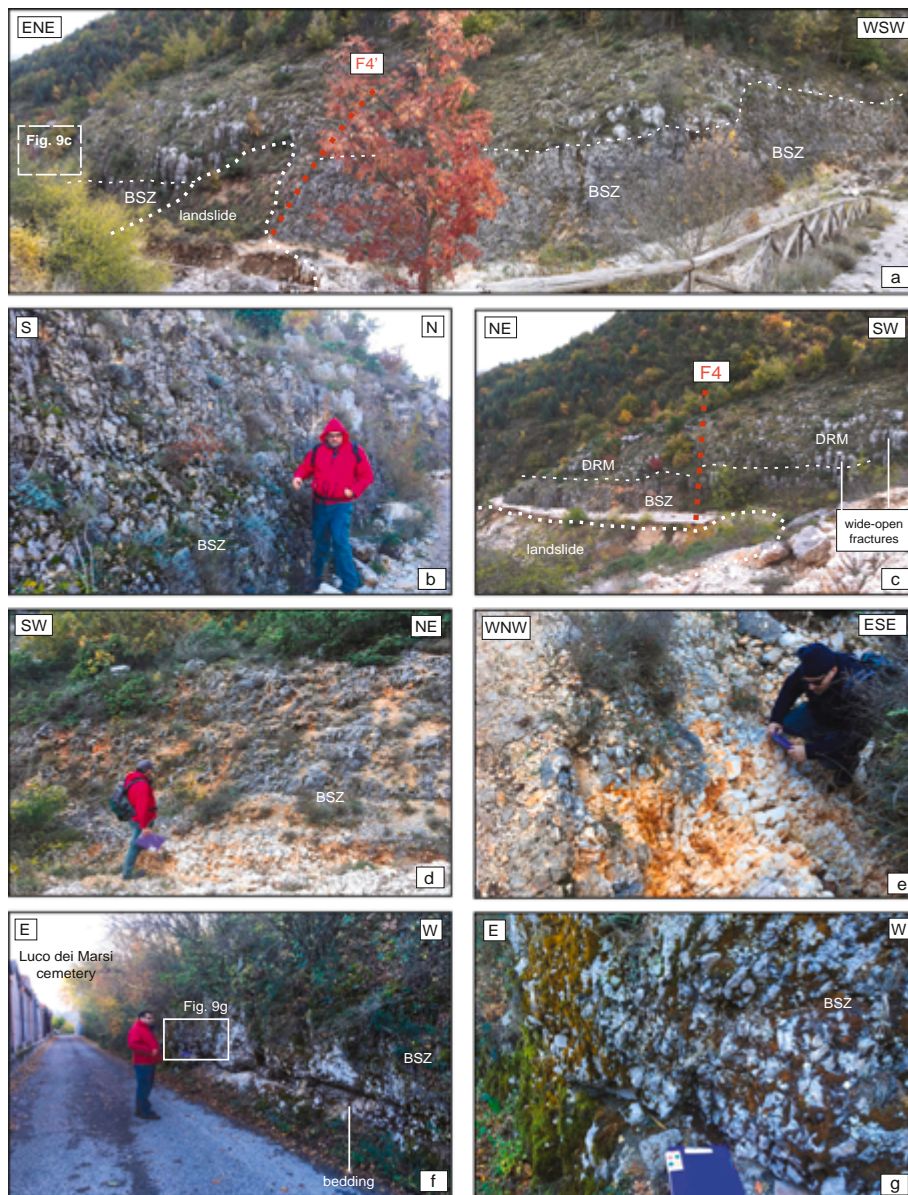 ENE
WSW
F4'
Fig. 9c
BSZ
BSZ
BSZ
landslide
a
S
N
BSZ
b
NE
SW
F4
DRM
DRM
BSZ
landslide
wide-open
fractures
c
SW
NE
BSZ
d
WNW
ESE
e
E
W
Luco dei Marsi
cemetery
Fig. 9g
BSZ
bedding
f
E
W
BSZ
g